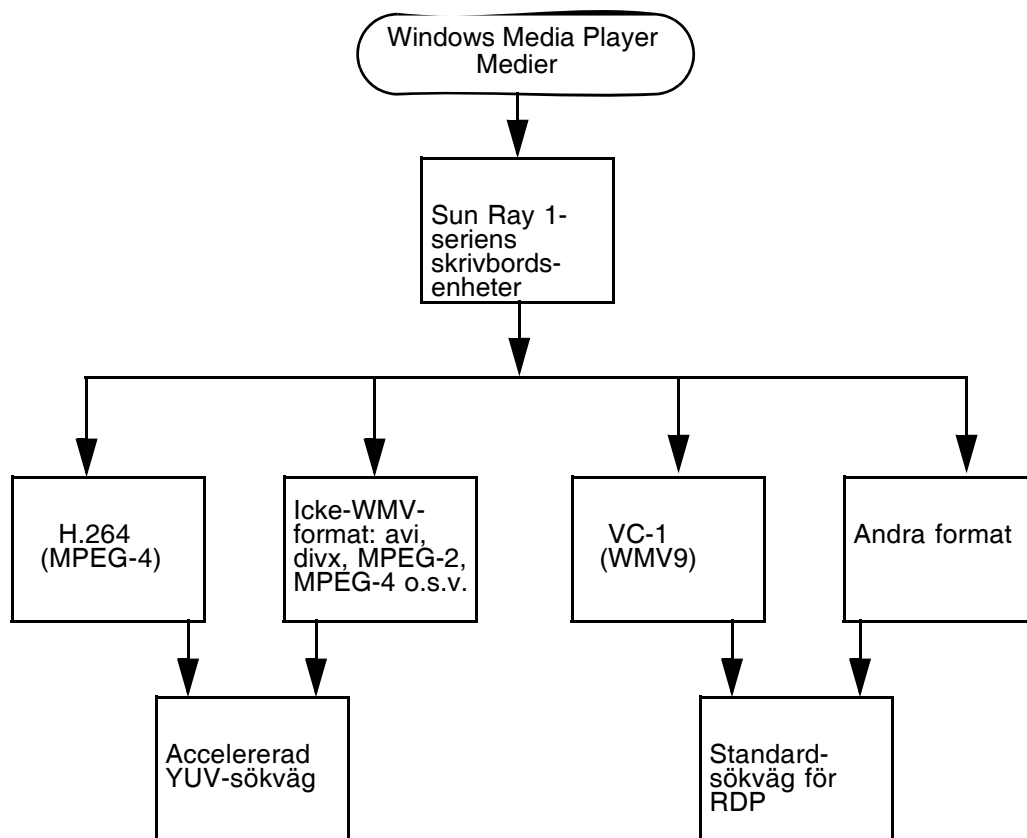 Windows Media Player
Medier
Sun Ray 1-
seriens
skrivbords-
enheter
H.264
(MPEG-4)
Icke-WMV-
format: avi,
divx, MPEG-2,
MPEG-4 o.s.v.
VC-1
(WMV9)
Andra format
Accelererad
YUV-sökväg
Standard-
sökväg för
RDP